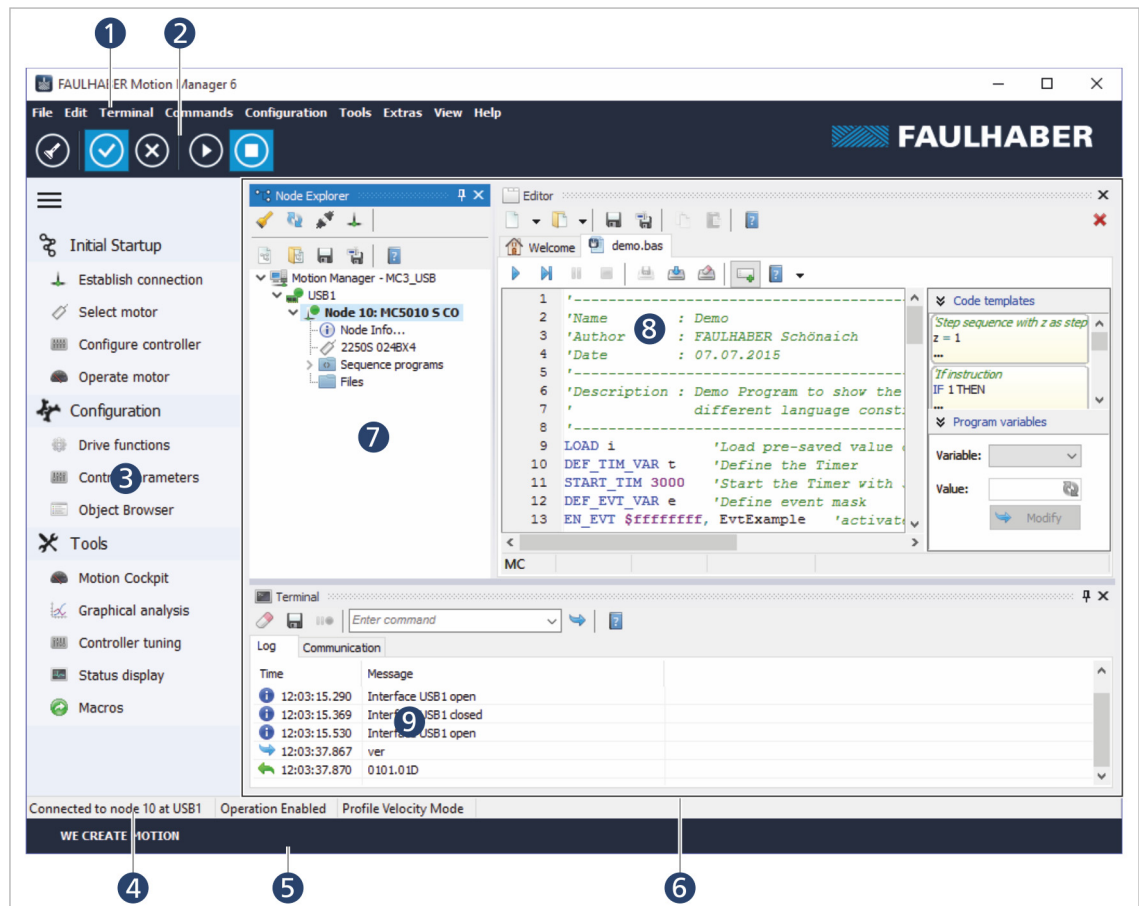 1 2
FAULHABER Motion Manager 6
File Edit Terminal Commands Configuration Tools Extras View Help
FAULHABER
Initial Startup
Establish connection
Select motor
Configure controller
Operate motor
Configuration
Drive functions
3
Object Browser
Tools
Motion Cockpit
Graphical analysis
Controller tuning
Status display
Macros
Node Explorer
Motion Manager - MC3_USB
USB1
Node 10: MC5010 S CO
Node Info...
2250S 024BX4
Sequence programs
Files
7
Editor
Welcome demo.bas
1 '
2 'Name : Demo
3 'Author : FAULHABER Schönaich
4 'Date : 07.07.2015
5 '
6 'Description : Demo Program to show the
7 ' different language
8 '
9 LOAD i 'Load pre-saved value
10 DEF_TIM_VAR t 'Define the Timer
11 START_TIM 3000 'Start the Timer with
12 DEF_EVT_VAR e 'Define event mask
13 EN_EVT $ffffffff, EvtExample
8
MC
Code templates
'Step sequence with z as step
z = 1
...
'If instruction
IF 1 THEN
...
Program variables
Variable:
Value:
Modify
Terminal
Enter command
Log Communication
Time Message
12:03:15.290 Interface USB1 open
12:03:15.369 Interface USB1 closed
12:03:15.530 Interface USB1 open
12:03:37.867 ver
12:03:37.870 0101.01D
9
Connected to node 10 at USB1 Operation Enabled Profile Velocity Mode
WE CREATE MOTION
4 5 6